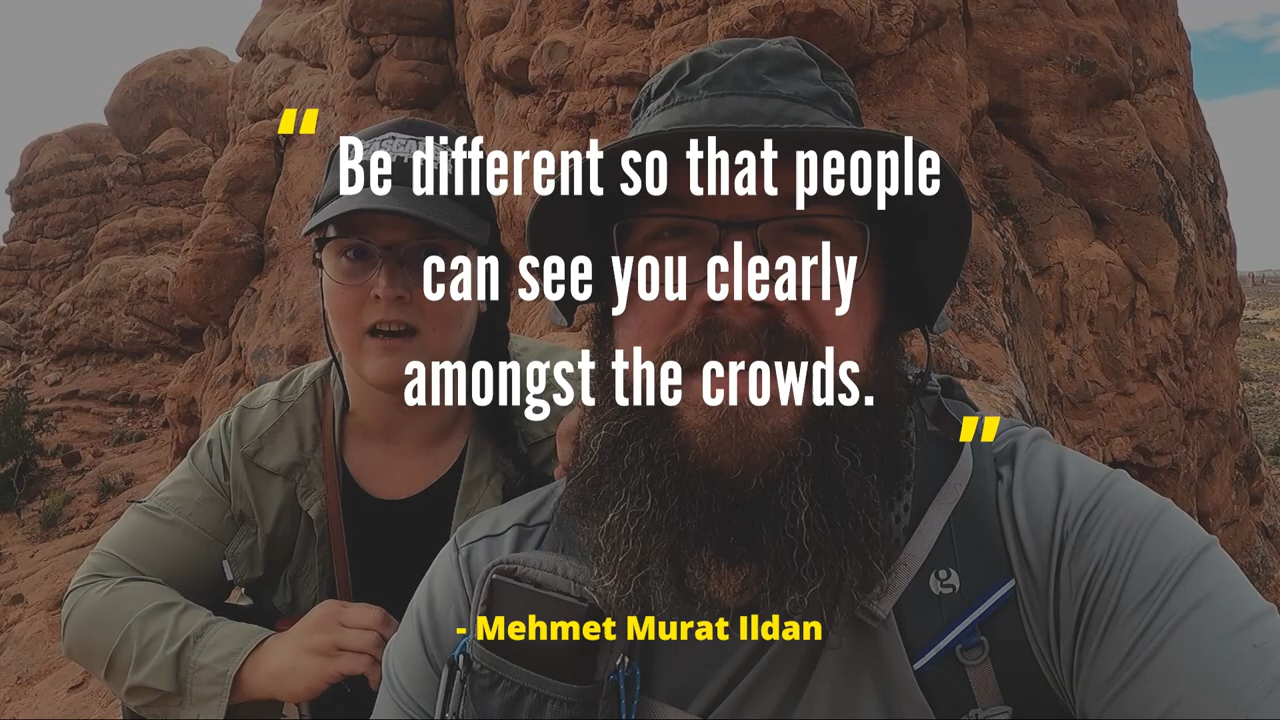 “ Be different so that people
can see you clearly
amongst the crowds. ”
- Mehmet Murat Ildan